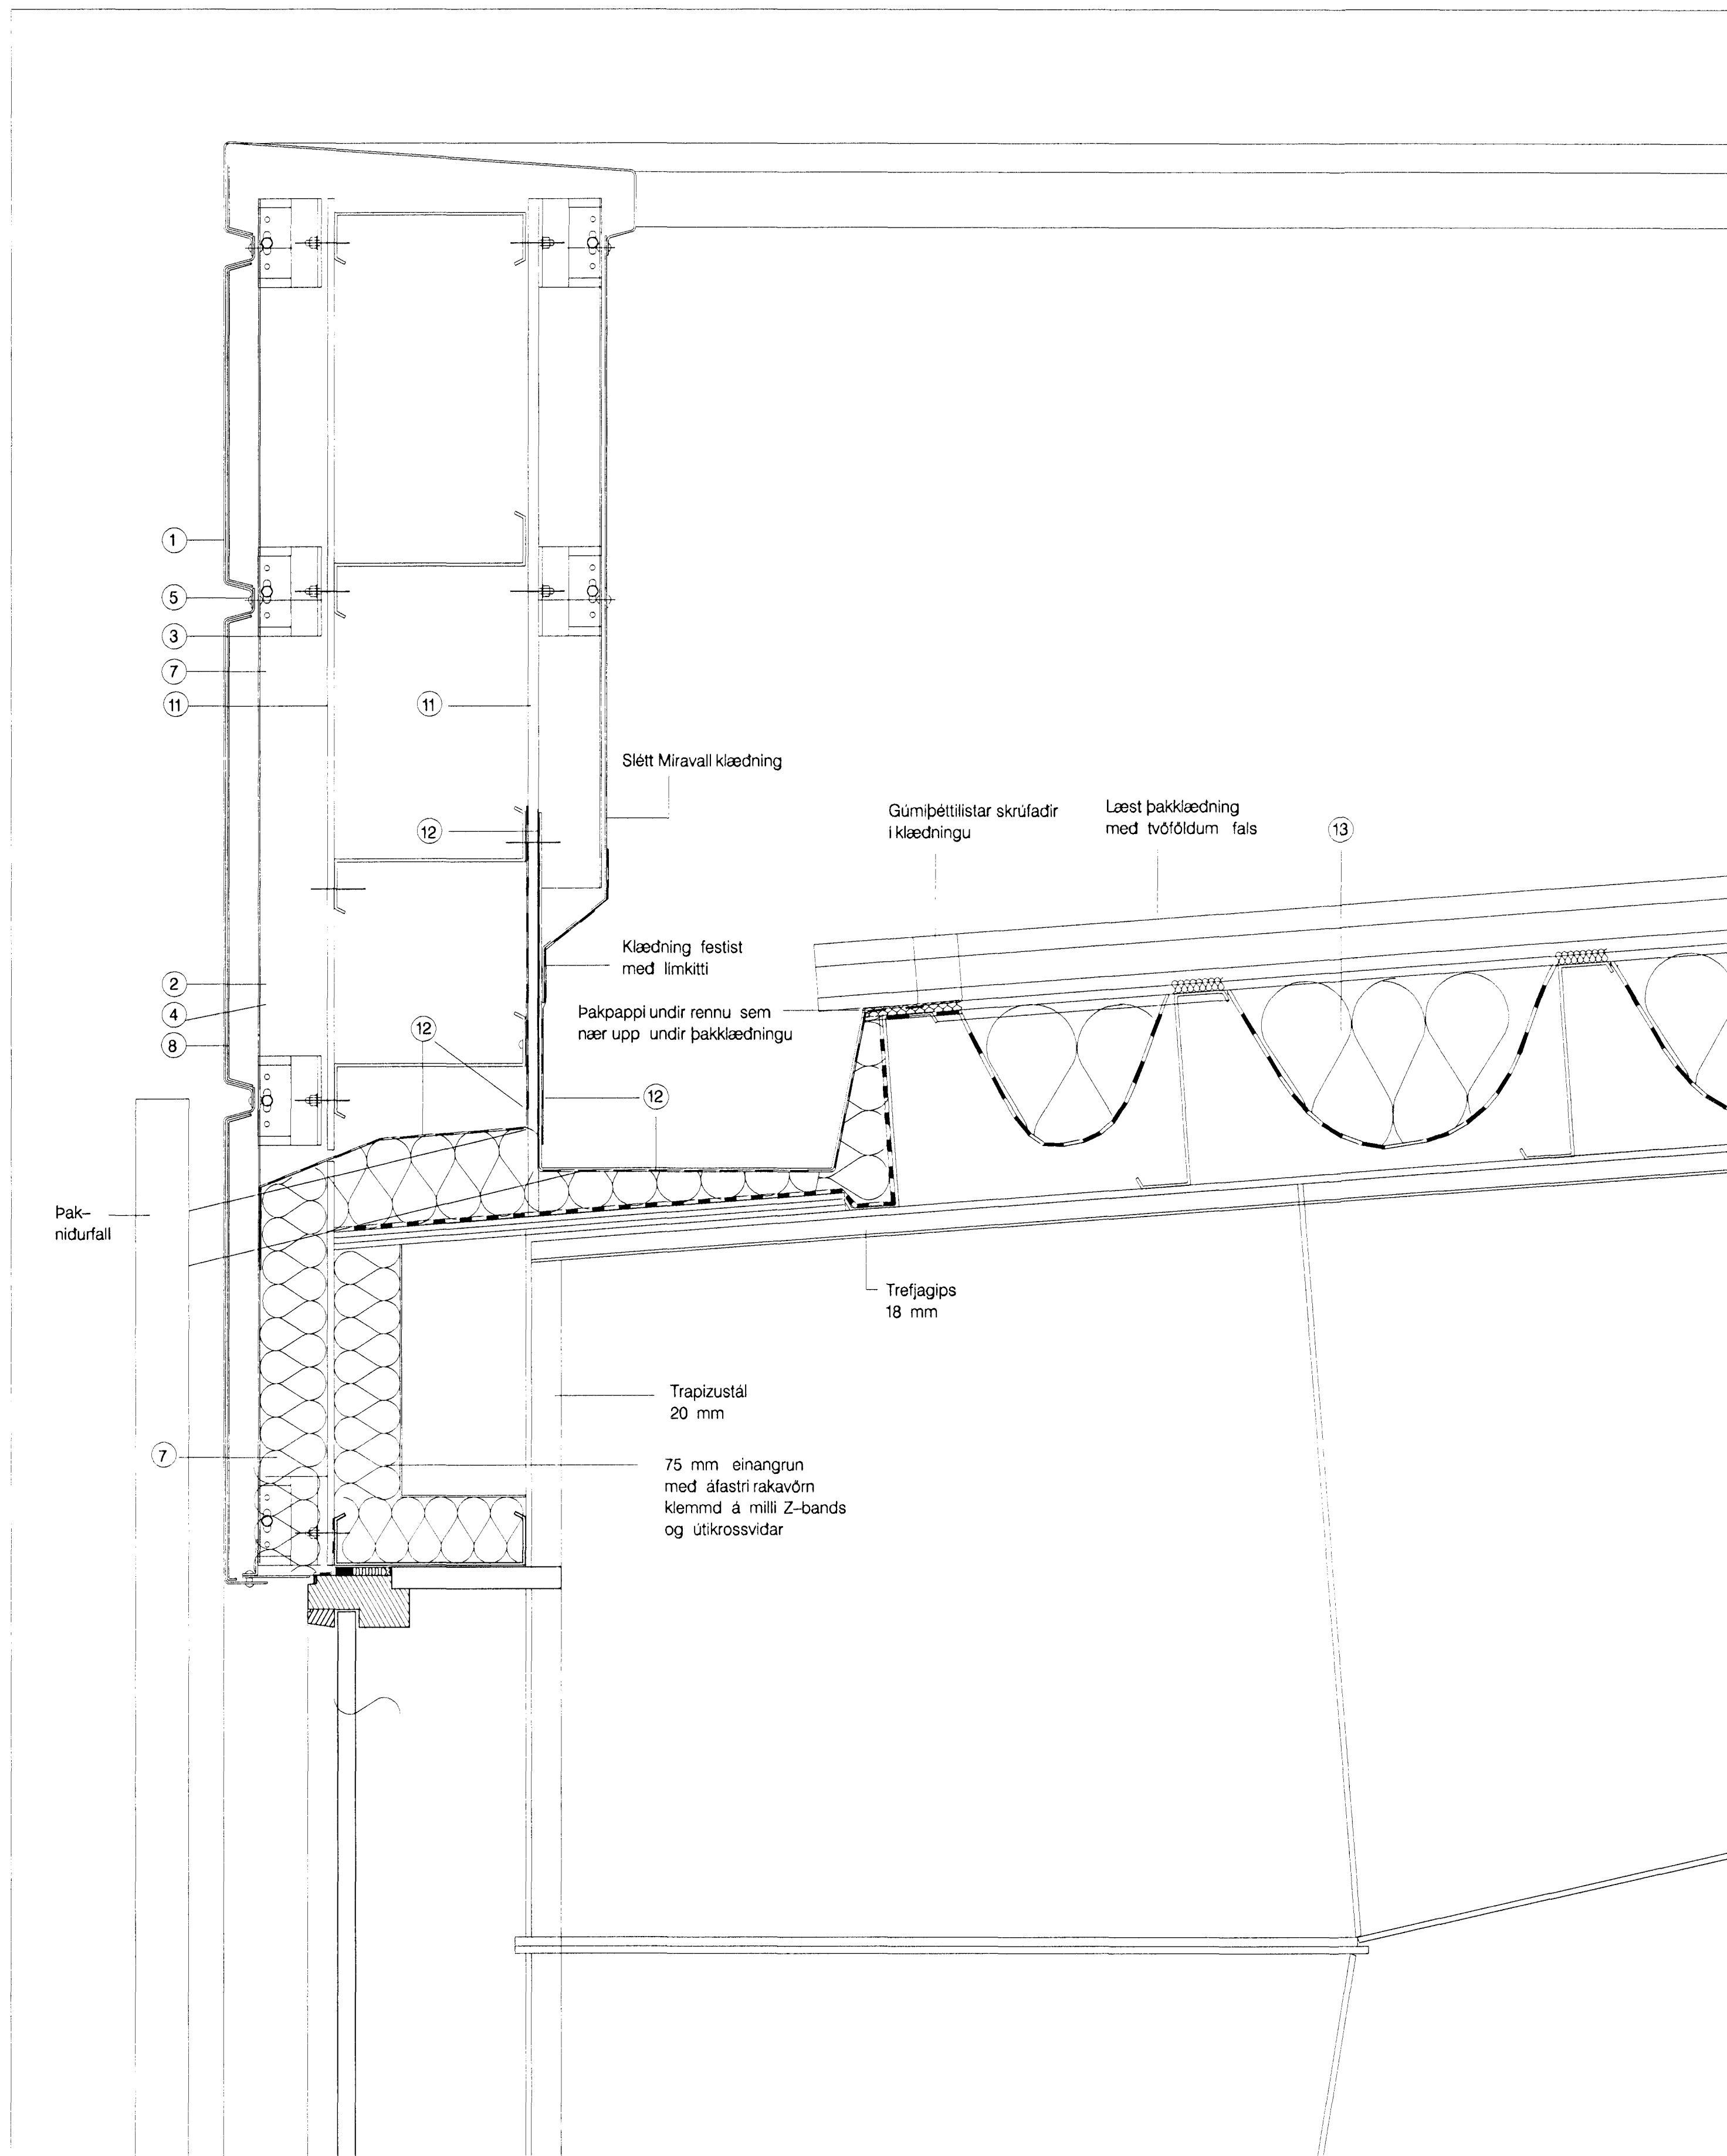 1
5
3
7
11
11
Slétt Miravall klæðning
12
Gúmiþéttilistar skrúfaðir
í klæðningu
Læst þakklæðning
með tvöföldum fals
13
Klæðning festist
með límkitti
2
4
8
12
Þakpappi undir rennu sem
nær upp undir þakklæðningu
12
Þak-
niðurfall
Trefjagips
18 mm
Trapizustál
20 mm
7
75 mm einangrun
með áfastri rakavörn
klemmd á milli Z-bands
og útikrossviðar